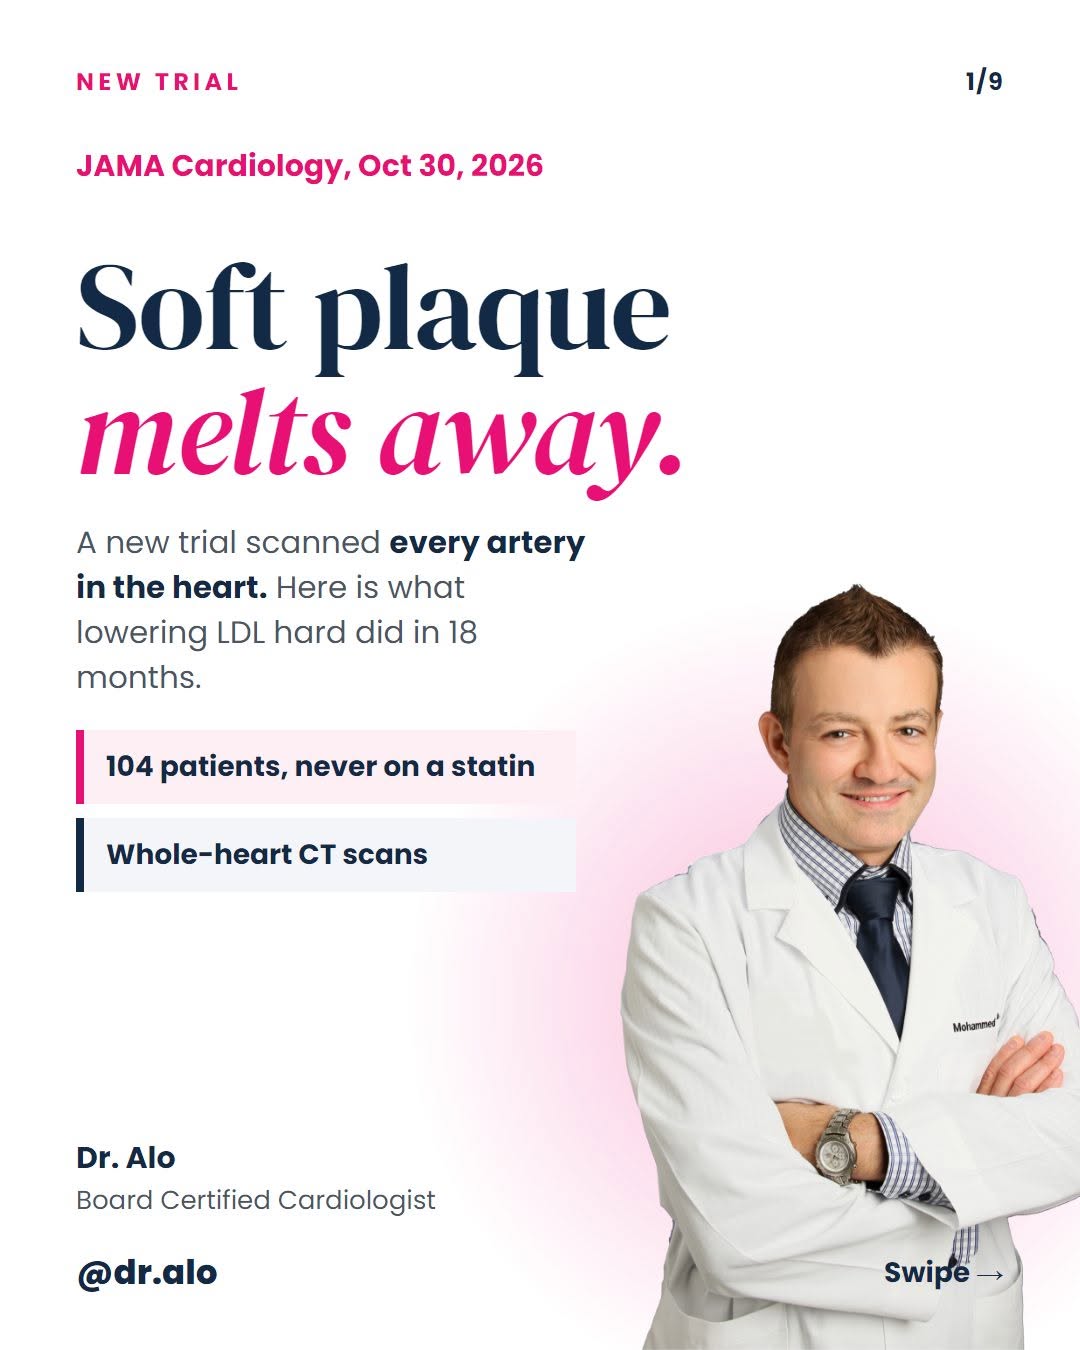 NEW TRIAL
1/9
JAMA Cardiology, Oct 30, 2026
Soft plaque
melts away.
A new trial scanned every artery
in the heart. Here is what
lowering LDL hard did in 18
months.
104 patients, never on a statin
Whole-heart CT scans
Mohammed
Dr. Alo
Board Certified Cardiologist
@dr.alo
Swipe →